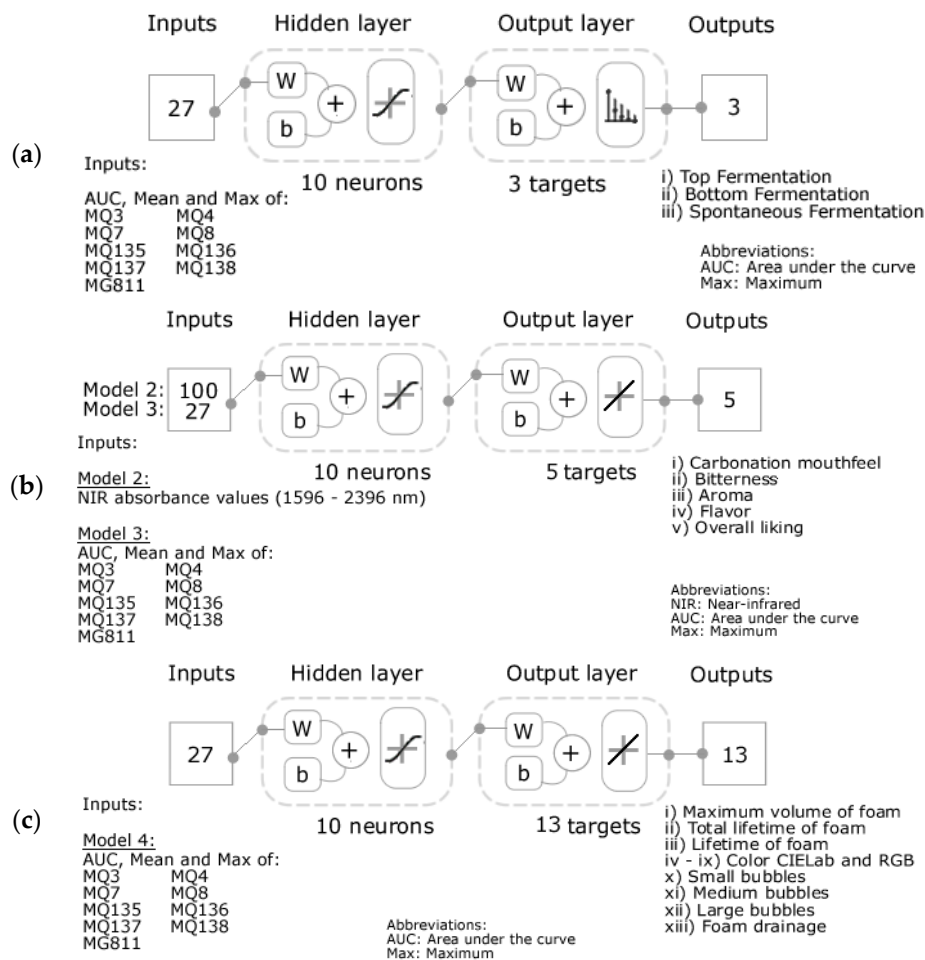 Inputs Hidden layer Output layer Outputs
27 W b + W b + 3
(a)
10 neurons 3 targets
Inputs:
AUC, Mean and Max of:
MQ3 MQ4
MQ7 MQ8
MQ135 MQ136
MQ137 MQ138
MG811
i) Top Fermentation
ii) Bottom Fermentation
iii) Spontaneous Fermentation
Abbreviations:
AUC: Area under the curve
Max: Maximum
Inputs Hidden layer Output layer Outputs
Model 2: 100
Model 3: 27
W b + W b + 5
(b)
10 neurons 5 targets
Inputs:
Model 2:
NIR absorbance values (1596 - 2396 nm)
Model 3:
AUC, Mean and Max of:
MQ3 MQ4
MQ7 MQ8
MQ135 MQ136
MQ137 MQ138
MG811
i) Carbonation mouthfeel
ii) Bitterness
iii) Aroma
iv) Flavor
v) Overall liking
Abbreviations:
NIR: Near-infrared
AUC: Area under the curve
Max: Maximum
Inputs Hidden layer Output layer Outputs
27 W b + W b + 13
(c)
10 neurons 13 targets
Inputs:
Model 4:
AUC, Mean and Max of:
MQ3 MQ4
MQ7 MQ8
MQ135 MQ136
MQ137 MQ138
MG811
i) Maximum volume of foam
ii) Total lifetime of foam
iii) Lifetime of foam
iv - ix) Color CIELab and RGB
x) Small bubbles
xi) Medium bubbles
xii) Large bubbles
xiii) Foam drainage
Abbreviations:
AUC: Area under the curve
Max: Maximum